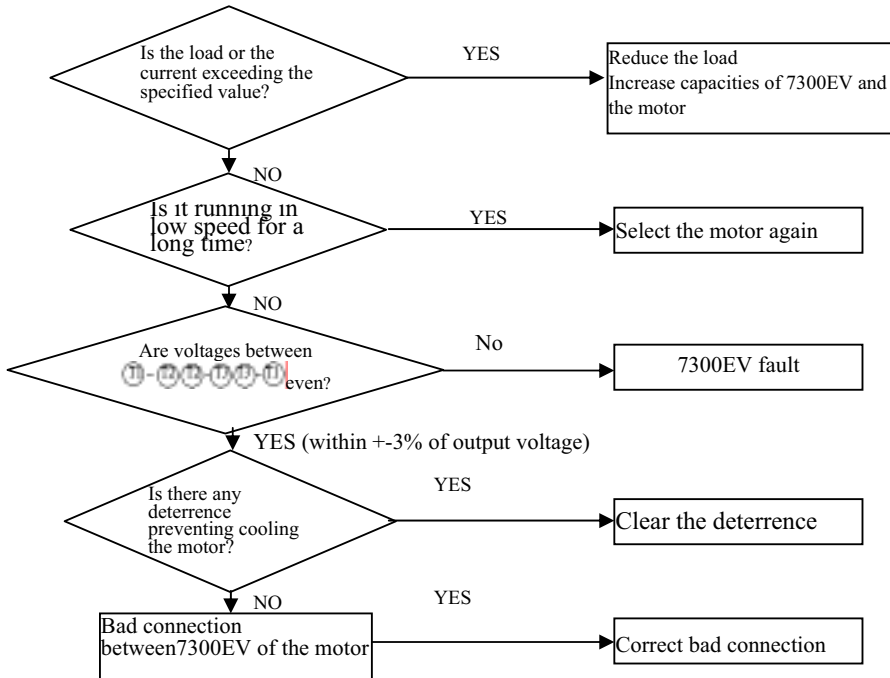 Is the load or the
current exceeding the
specified value?
YES
Reduce the load
Increase capacities of 7300EV and
the motor
NO
Is it running in
low speed for a
long time?
YES
Select the motor again
NO
Are voltages between
even?
No
7300EV fault
YES (within +-3% of output voltage)
Is there any
deterrence
preventing cooling
the motor?
YES
Clear the deterrence
NO
Bad connection
between7300EV of the motor
YES
Correct bad connection